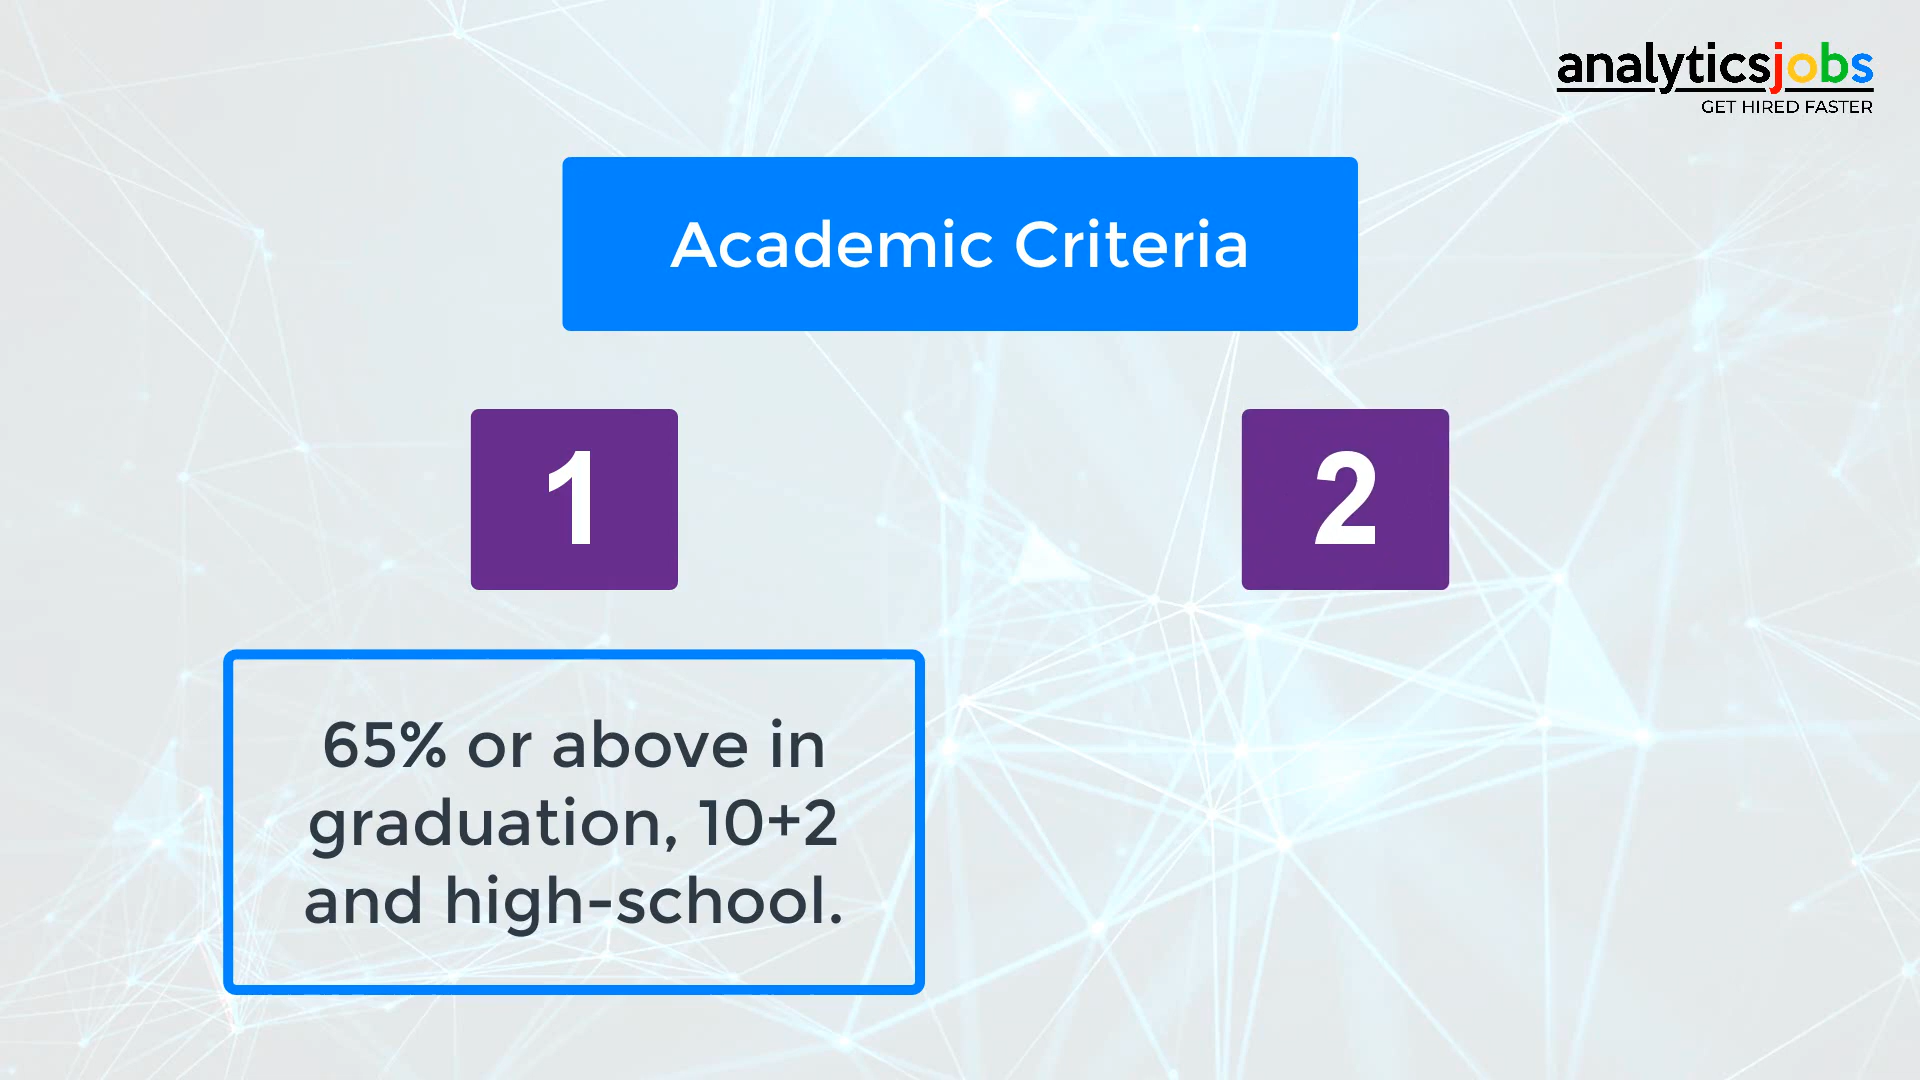 analyticsjobs
GET HIRED FASTER
Academic Criteria
1
2
65% or above in
graduation, 10+2
and high-school.